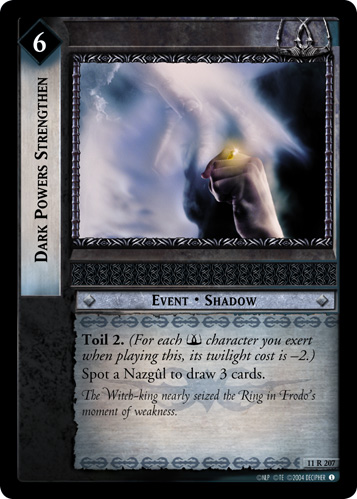 6
DARK POWERS STRENGTHEN
EVENT • SHADOW
Toil 2. (For each character you exert
when playing this, its twilight cost is –2.)
Spot a Nazgûl to draw 3 cards.
The Witch-king nearly seized the Ring in Frodo's
moment of weakness.
11 R 207
©NLP ©TE ©2004 DECIPHER